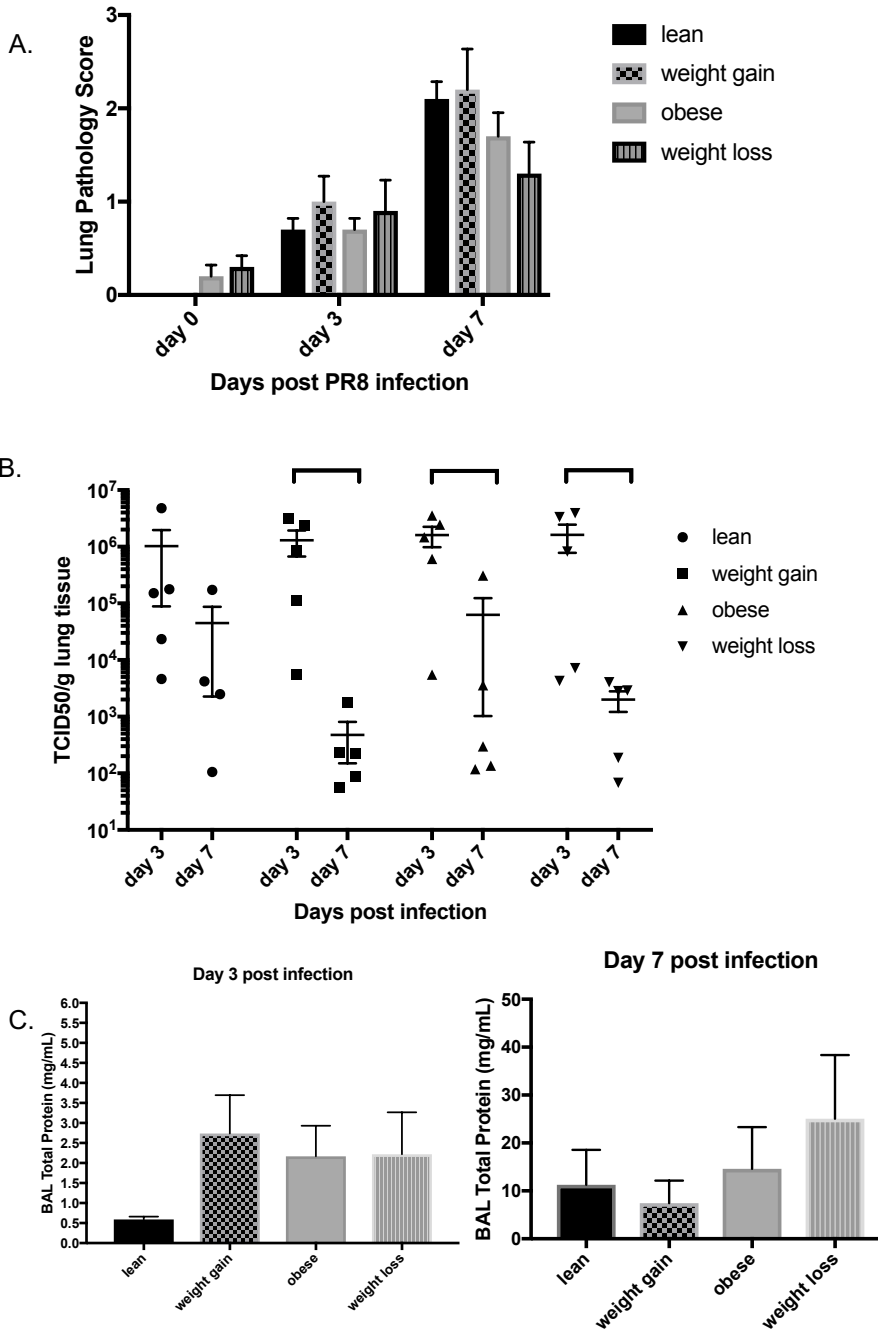 A.
Lung Pathology Score
3
2
1
0
day 0
day 3
day 7
Days post PR8 infection
lean
weight gain
obese
weight loss
B.
TCID50/g lung tissue
10⁷
10⁶
10⁵
10⁴
10³
10²
10¹
day 3
day 7
day 3
day 7
day 3
day 7
day 3
day 7
Days post infection
lean
weight gain
obese
weight loss
C.
Day 3 post infection
BAL Total Protein (mg/mL)
6.0
5.5
5.0
4.5
4.0
3.5
3.0
2.5
2.0
1.5
1.0
0.5
0.0
lean
weight gain
obese
weight loss
Day 7 post infection
BAL Total Protein (mg/mL)
50
40
30
20
10
0
lean
weight gain
obese
weight loss